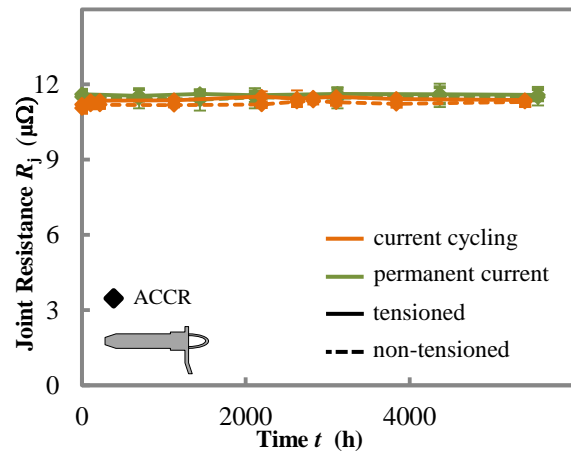 Joint Resistance Rj (μΩ)
12
9
6
3
0
current cycling
permanent current
tensioned
non-tensioned
ACCR
0 2000 4000
Time t (h)